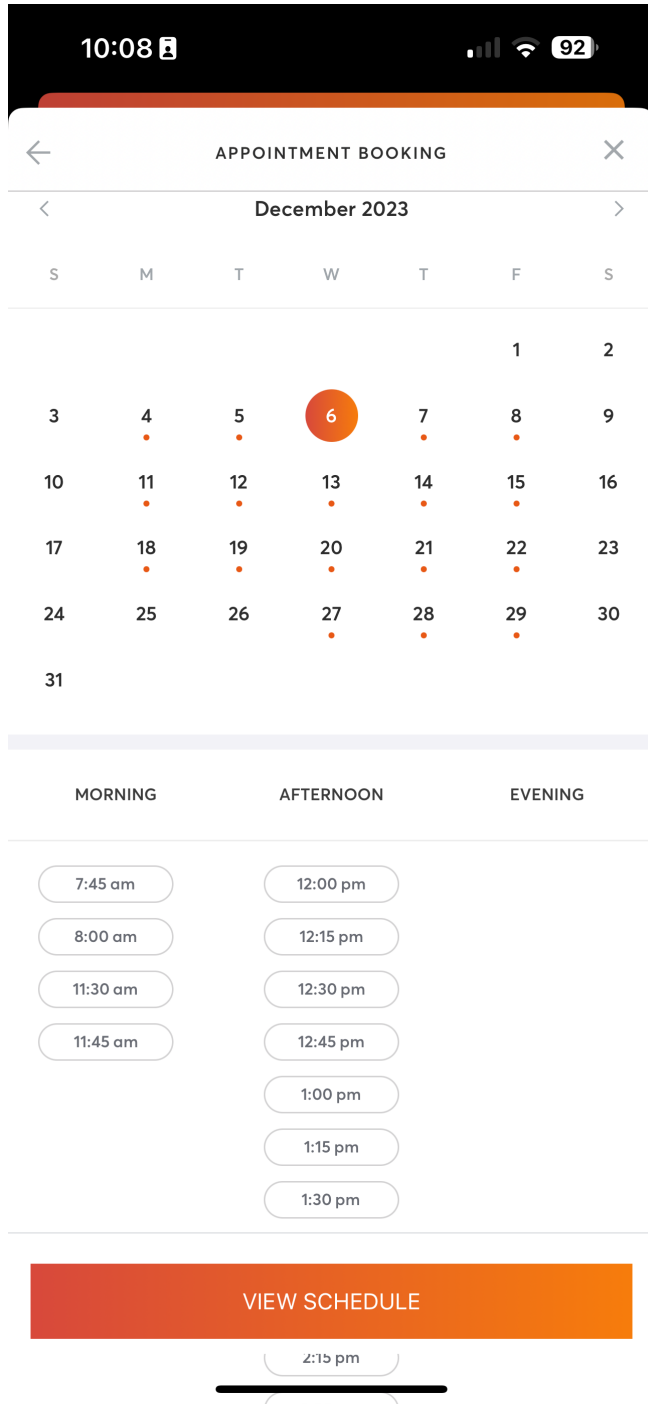 10:08 92
APPOINTMENT BOOKING
December 2023
S M T W T F S
1 2
3 4 5 6 7 8 9
10 11 12 13 14 15 16
17 18 19 20 21 22 23
24 25 26 27 28 29 30
31
MORNING AFTERNOON EVENING
7:45 am 12:00 pm
8:00 am 12:15 pm
11:30 am 12:30 pm
11:45 am 12:45 pm
1:00 pm
1:15 pm
1:30 pm
VIEW SCHEDULE
2:15 pm